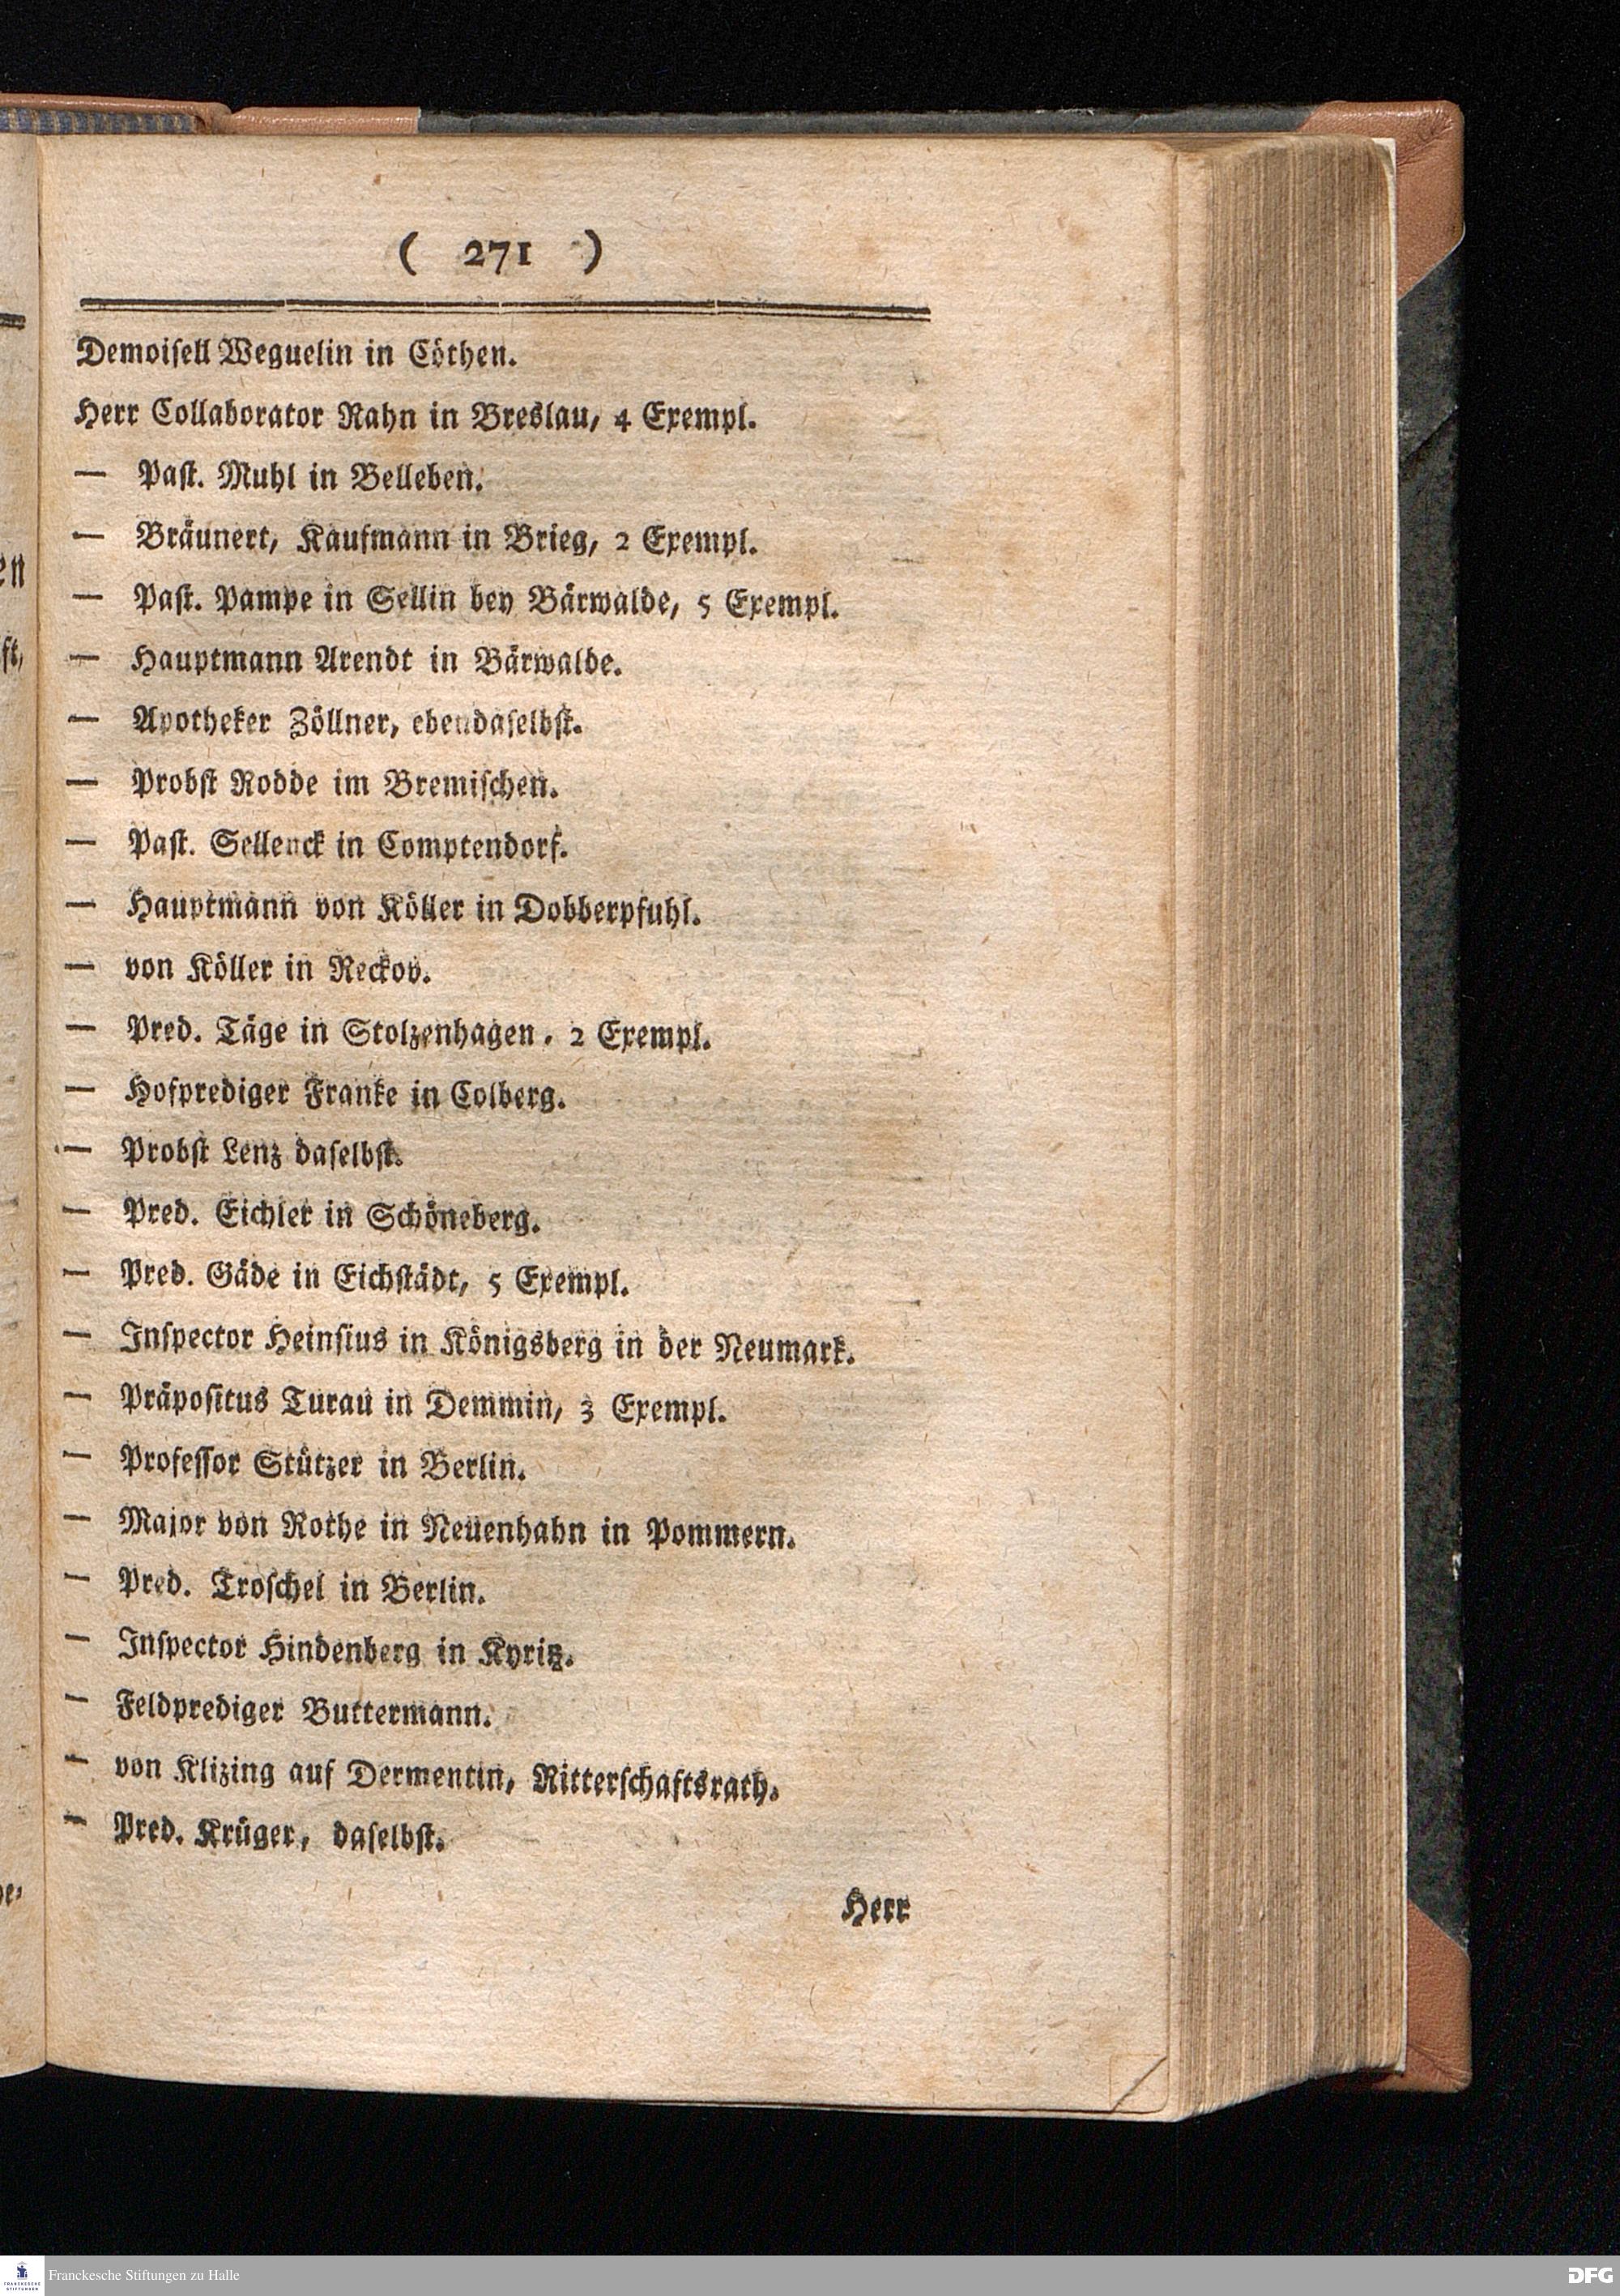 ( 271 )
Demoiſell Weguelin in Cöthen.
Herr Collaborator Rahn in Breslau, 4 Exempl.
— Paſt. Muhl in Belleben.
— Bräunert, Kaufmann in Brieg, 2 Exempl.
— Paſt. Pampe in Sellin bey Bärwalde, 5 Exempl.
— Hauptmann Arendt in Bärwalde.
— Apotheker Zöllner, ebendaſelbſt.
— Probſt Rodde im Bremiſchen.
— Paſt. Sellenck in Comptendorf.
— Hauptmann von Köller in Dobberpfuhl.
— von Köller in Reckov.
— Pred. Täge in Stolzenhagen, 2 Exempl.
— Hofprediger Franke in Colberg.
— Probſt Lenz daſelbſt.
— Pred. Eichler in Schöneberg.
— Pred. Gäde in Eichſtädt, 5 Exempl.
— Inſpector Heinſius in Königsberg in der Neumark.
— Präpoſitus Turau in Demmin, 3 Exempl.
— Profeſſor Stützer in Berlin.
— Major von Rothe in Neuenhahn in Pommern.
— Pred. Troſchel in Berlin.
— Inſpector Hindenberg in Kyritz.
— Feldprediger Buttermann.
— von Klizing auf Dermentin, Ritterſchaftsrath.
— Pred. Krüger, daſelbſt.
Herr
FRANCKESCHE STIFTUNGEN
Franckesche Stiftungen zu Halle
DFG